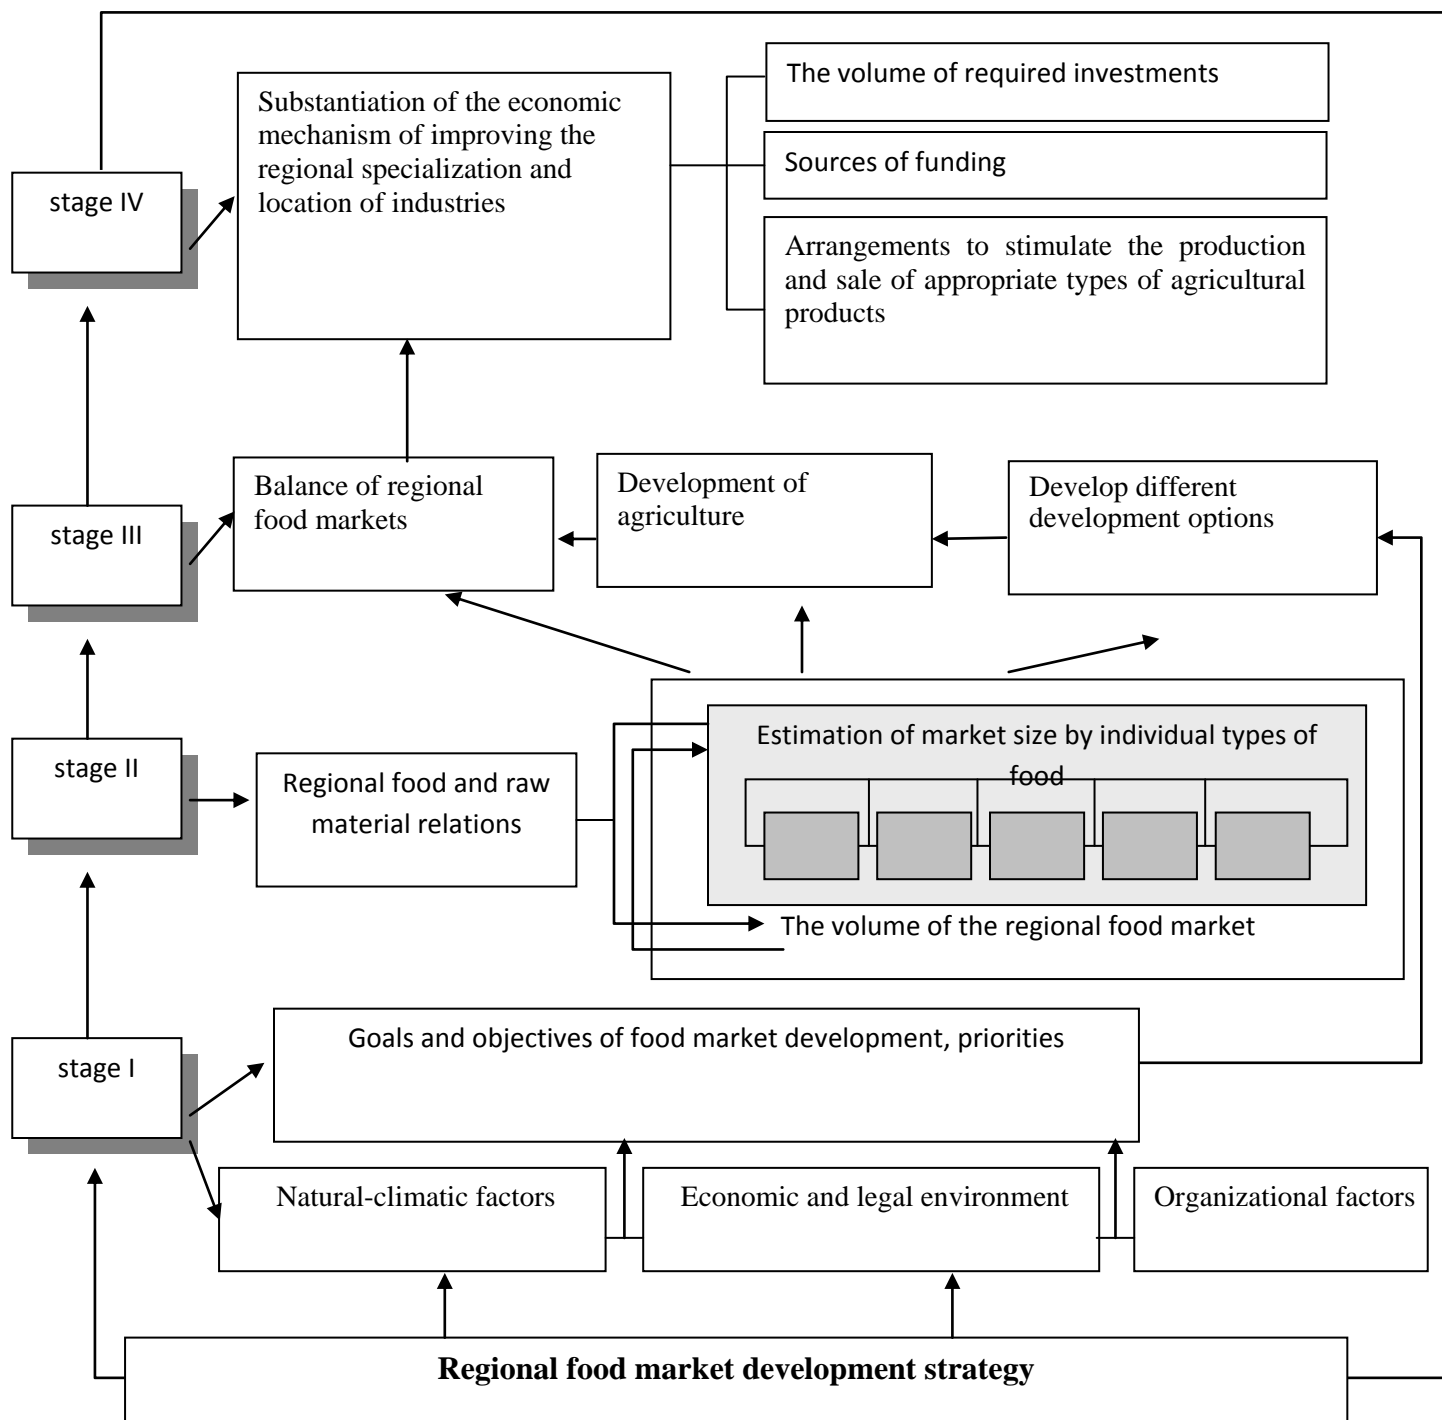 The volume of required investments
Substantiation of the economic
mechanism of improving the
regional specialization and
location of industries
Sources of funding
stage IV
Arrangements to stimulate the production
and sale of appropriate types of agricultural
products
Balance of regional
food markets
Development of
agriculture
Develop different
development options
stage III
Estimation of market size by individual types of
food
stage II
Regional food and raw
material relations
The volume of the regional food market
Goals and objectives of food market development, priorities
stage I
Natural-climatic factors
Economic and legal environment
Organizational factors
Regional food market development strategy